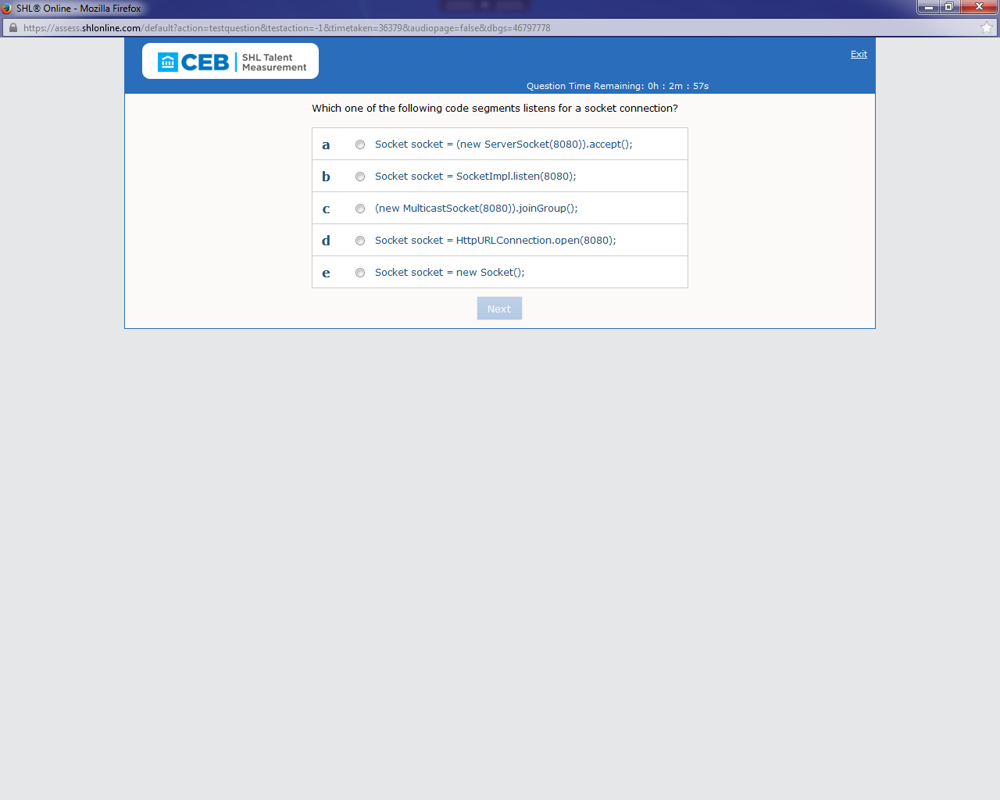 SHL® Online - Mozilla Firefox
https://assess.shlonline.com/default?action=testquestion&testaction=-1&timetaken=36379&audiopage=false&dbgs=46797778
CEB SHL Talent
Measurement
Exit
Question Time Remaining: 0h : 2m : 57s
Which one of the following code segments listens for a socket connection?
a Socket socket = (new ServerSocket(8080)).accept();
b Socket socket = SocketImpl.listen(8080);
c (new MulticastSocket(8080)).joinGroup();
d Socket socket = HttpURLConnection.open(8080);
e Socket socket = new Socket();
Next